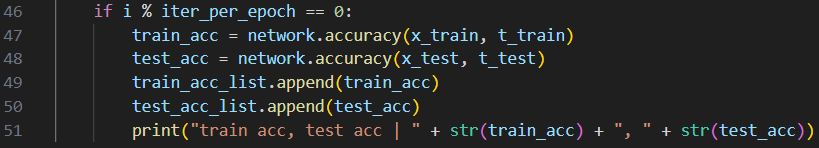 46 if i % iter_per_epoch == 0:
47 train_acc = network.accuracy(x_train, t_train)
48 test_acc = network.accuracy(x_test, t_test)
49 train_acc_list.append(train_acc)
50 test_acc_list.append(test_acc)
51 print("train acc, test acc | " + str(train_acc) + ", " + str(test_acc))